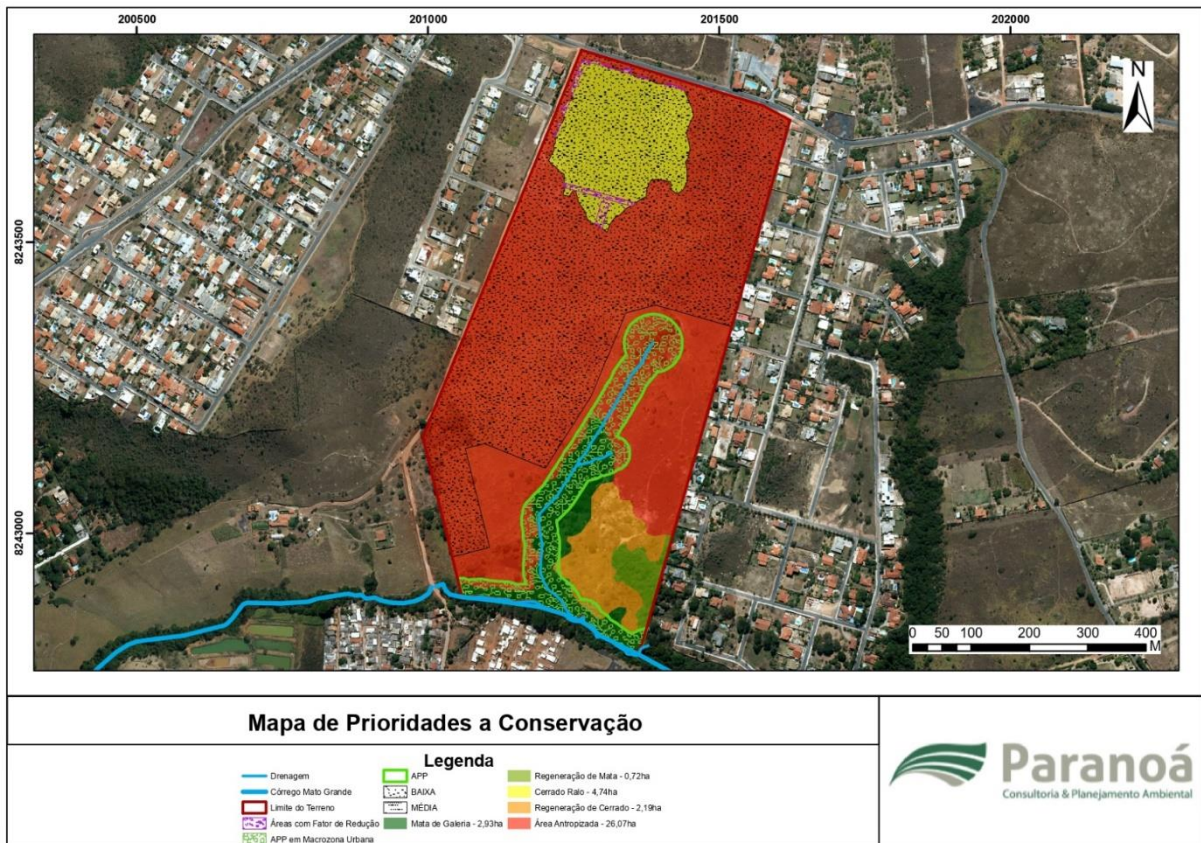 200500 201000 201500 202000
8243500
8243000
N
0 50 100 200 300 400
M
Mapa de Prioridades a Conservação
Legenda
Drenagem
Córrego Mato Grande
Limite do Terreno
Áreas com Fator de Redução
APP em Macrozona Urbana
APP
BAIXA
MÉDIA
Mata de Galeria - 2,93ha
Regeneração de Mata - 0,72ha
Cerrado Ralo - 4,74ha
Regeneração de Cerrado - 2,19ha
Área Antropizada - 26,07ha
Paranoá
Consultoria & Planejamento Ambiental